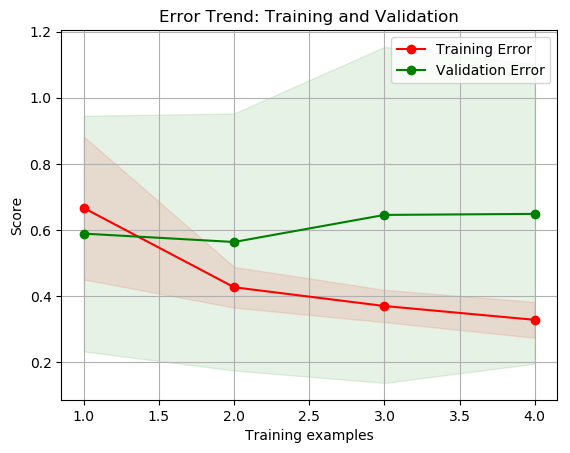 Error Trend: Training and Validation
1.2
Training Error
Validation Error
1.0
0.8
Score
0.6
0.4
0.2
1.0 1.5 2.0 2.5 3.0 3.5 4.0
Training examples